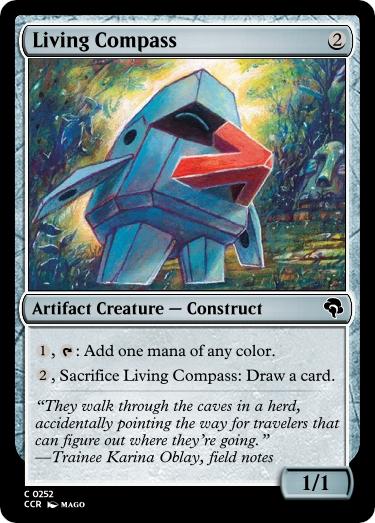 Living Compass 2
Artifact Creature — Construct
1, : Add one mana of any color.
2, Sacrifice Living Compass: Draw a card.
“They walk through the caves in a herd,
accidentally pointing the way for travelers that
can figure out where they’re going.”
—Trainee Karina Oblay, field notes
1/1
C 0252
CCR MAGO